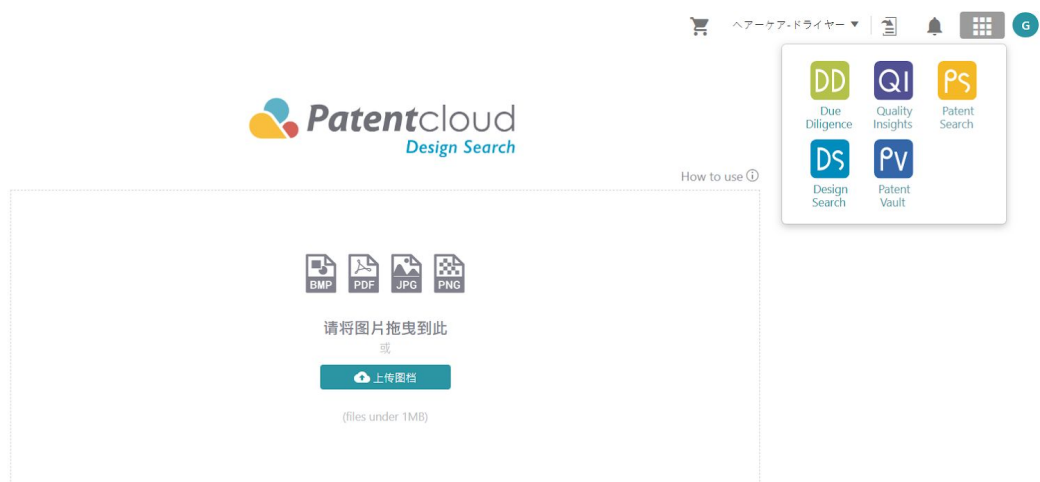 ヘアーケア-ドライヤー ▼
G
DD
QI
PS
Due
Diligence
Quality
Insights
Patent
Search
DS
PV
Design
Search
Patent
Vault
Patentcloud
Design Search
How to use
BMP
PDF
JPG
PNG
请将图片拖曳到此
或
上传图档
(files under 1MB)